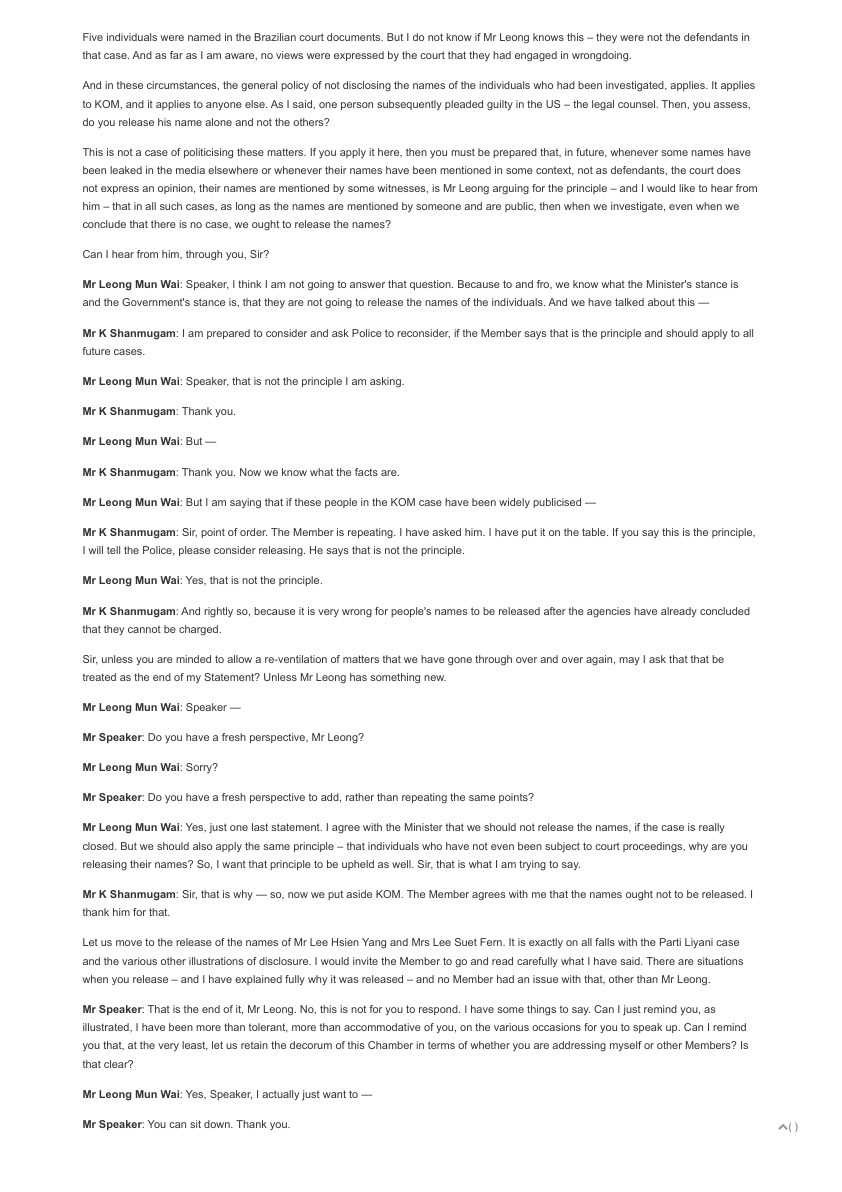 Five individuals were named in the Brazilian court documents. But I do not know if Mr Leong knows this – they were not the defendants in
that case. And as far as I am aware, no views were expressed by the court that they had engaged in wrongdoing.
And in these circumstances, the general policy of not disclosing the names of the individuals who had been investigated, applies. It applies
to KOM, and it applies to anyone else. As I said, one person subsequently pleaded guilty in the US – the legal counsel. Then, you assess,
do you release his name alone and not the others?
This is not a case of politicising these matters. If you apply it here, then you must be prepared that, in future, whenever some names have
been leaked in the media elsewhere or whenever their names have been mentioned in some context, not as defendants, the court does
not express an opinion, their names are mentioned by some witnesses, is Mr Leong arguing for the principle – and I would like to hear from
him – that in all such cases, as long as the names are mentioned by someone and are public, then when we investigate, even when we
conclude that there is no case, we ought to release the names?
Can I hear from him, through you, Sir?
Mr Leong Mun Wai: Speaker, I think I am not going to answer that question. Because to and fro, we know what the Minister's stance is
and the Government's stance is, that they are not going to release the names of the individuals. And we have talked about this —
Mr K Shanmugam: I am prepared to consider and ask Police to reconsider, if the Member says that is the principle and should apply to all
future cases.
Mr Leong Mun Wai: Speaker, that is not the principle I am asking.
Mr K Shanmugam: Thank you.
Mr Leong Mun Wai: But —
Mr K Shanmugam: Thank you. Now we know what the facts are.
Mr Leong Mun Wai: But I am saying that if these people in the KOM case have been widely publicised —
Mr K Shanmugam: Sir, point of order. The Member is repeating. I have asked him. I have put it on the table. If you say this is the principle,
I will tell the Police, please consider releasing. He says that is not the principle.
Mr Leong Mun Wai: Yes, that is not the principle.
Mr K Shanmugam: And rightly so, because it is very wrong for people's names to be released after the agencies have already concluded
that they cannot be charged.
Sir, unless you are minded to allow a re-ventilation of matters that we have gone through over and over again, may I ask that that be
treated as the end of my Statement? Unless Mr Leong has something new.
Mr Leong Mun Wai: Speaker —
Mr Speaker: Do you have a fresh perspective, Mr Leong?
Mr Leong Mun Wai: Sorry?
Mr Speaker: Do you have a fresh perspective to add, rather than repeating the same points?
Mr Leong Mun Wai: Yes, just one last statement. I agree with the Minister that we should not release the names, if the case is really
closed. But we should also apply the same principle – that individuals who have not even been subject to court proceedings, why are you
releasing their names? So, I want that principle to be upheld as well. Sir, that is what I am trying to say.
Mr K Shanmugam: Sir, that is why — so, now we put aside KOM. The Member agrees with me that the names ought not to be released. I
thank him for that.
Let us move to the release of the names of Mr Lee Hsien Yang and Mrs Lee Suet Fern. It is exactly on all falls with the Parti Liyani case
and the various other illustrations of disclosure. I would invite the Member to go and read carefully what I have said. There are situations
when you release – and I have explained fully why it was released – and no Member had an issue with that, other than Mr Leong.
Mr Speaker: That is the end of it, Mr Leong. No, this is not for you to respond. I have some things to say. Can I just remind you, as
illustrated, I have been more than tolerant, more than accommodative of you, on the various occasions for you to speak up. Can I remind
you that, at the very least, let us retain the decorum of this Chamber in terms of whether you are addressing myself or other Members? Is
that clear?
Mr Leong Mun Wai: Yes, Speaker, I actually just want to —
Mr Speaker: You can sit down. Thank you.
( )